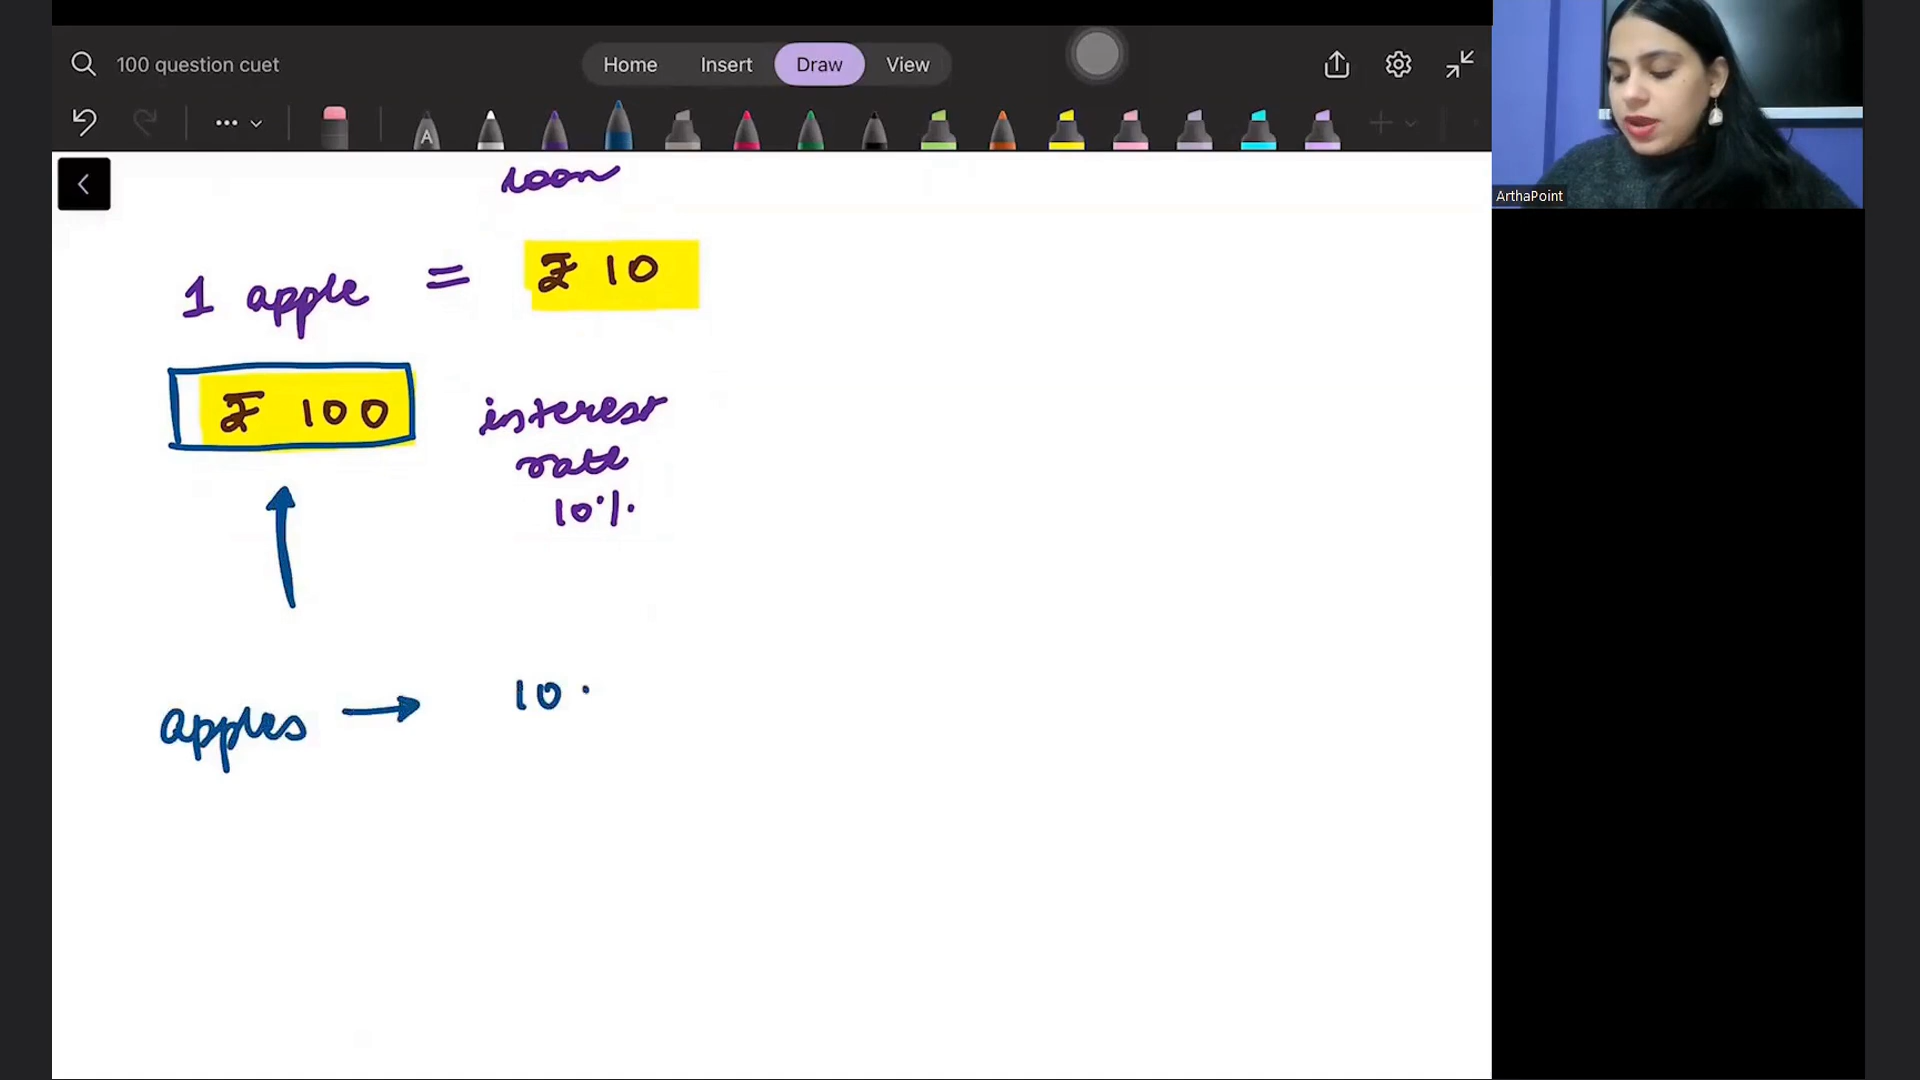 100 question cuet
Home Insert Draw View
A
ArthaPoint
loan
1 apple = ₹ 10
₹ 100
interest
rate
10%
apples → 10